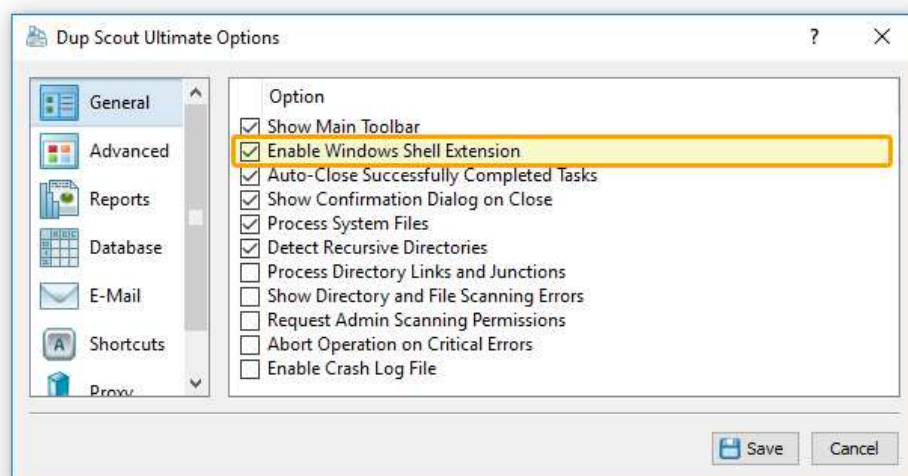 Dup Scout Ultimate Options
?
General
Advanced
Reports
Database
E-Mail
Shortcuts
Proxy
Option
Show Main Toolbar
Enable Windows Shell Extension
Auto-Close Successfully Completed Tasks
Show Confirmation Dialog on Close
Process System Files
Detect Recursive Directories
Process Directory Links and Junctions
Show Directory and File Scanning Errors
Request Admin Scanning Permissions
Abort Operation on Critical Errors
Enable Crash Log File
Save
Cancel